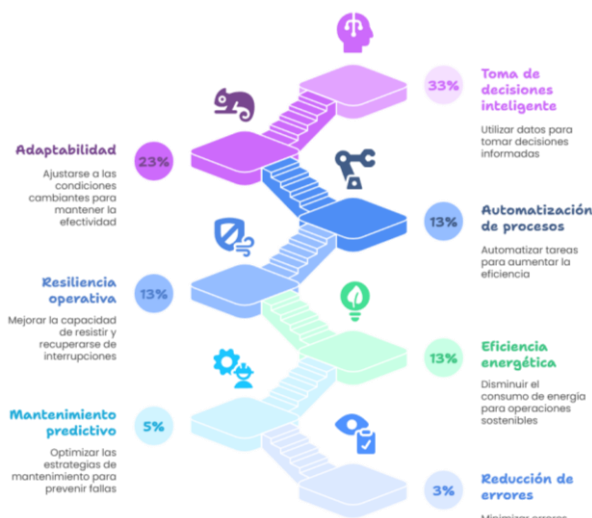 33%
Toma de
decisiones
inteligente
Utilizar datos para
tomar decisiones
informadas
Adaptabilidad
23%
Ajustarse a las
condiciones
cambiantes para
mantener la
efectividad
13%
Automatización
de procesos
Automatizar tareas
para aumentar la
eficiencia
Resiliencia
operativa
13%
Mejorar la capacidad
de resistir y
recuperarse de
interrupciones
13%
Eficiencia
energética
Disminuir el
consumo de energía
para operaciones
sostenibles
Mantenimiento
predictivo
5%
Optimizar las
estrategias de
mantenimiento para
prevenir fallas
3%
Reducción de
errores
Minimizar errores